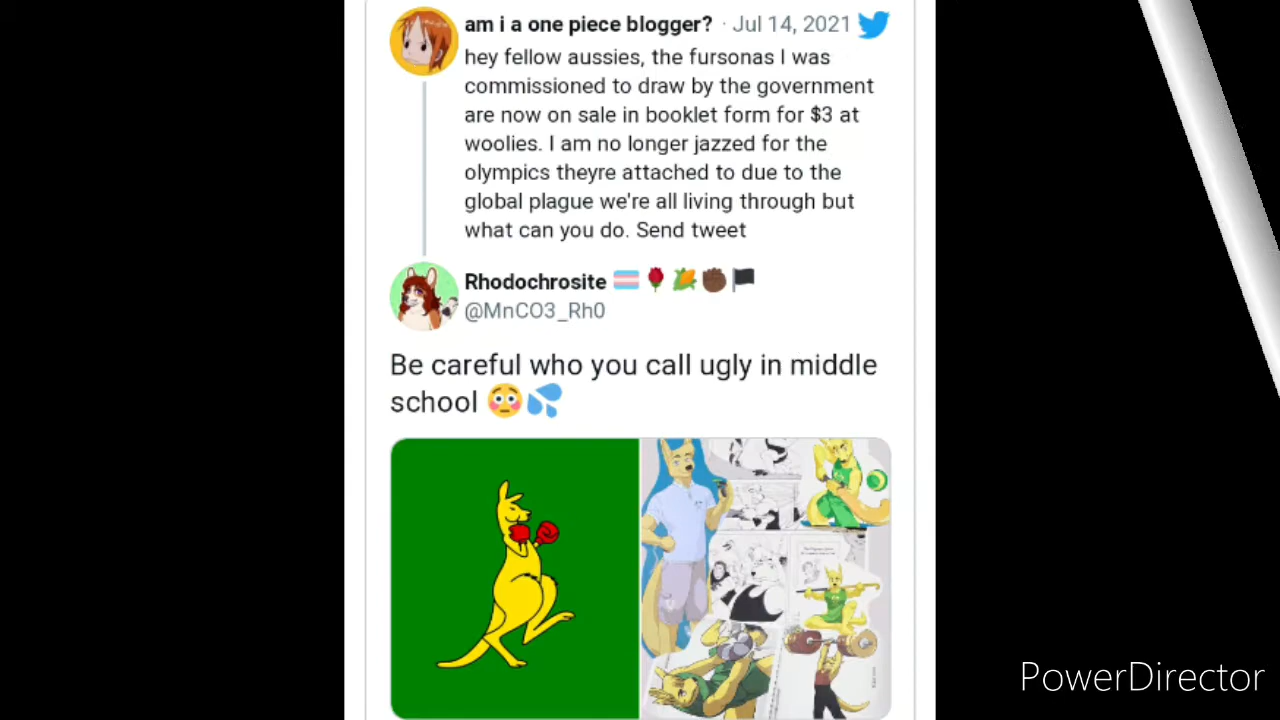 am i a one piece blogger? · Jul 14, 2021
hey fellow aussies, the fursonas I was
commissioned to draw by the government
are now on sale in booklet form for $3 at
woolies. I am no longer jazzed for the
olympics theyre attached to due to the
global plague we're all living through but
what can you do. Send tweet
Rhodochrosite 🏳️‍⚧️🌹🌽✊🏿🏴
@MnCO3_Rh0
Be careful who you call ugly in middle
school 😳💦
PowerDirector